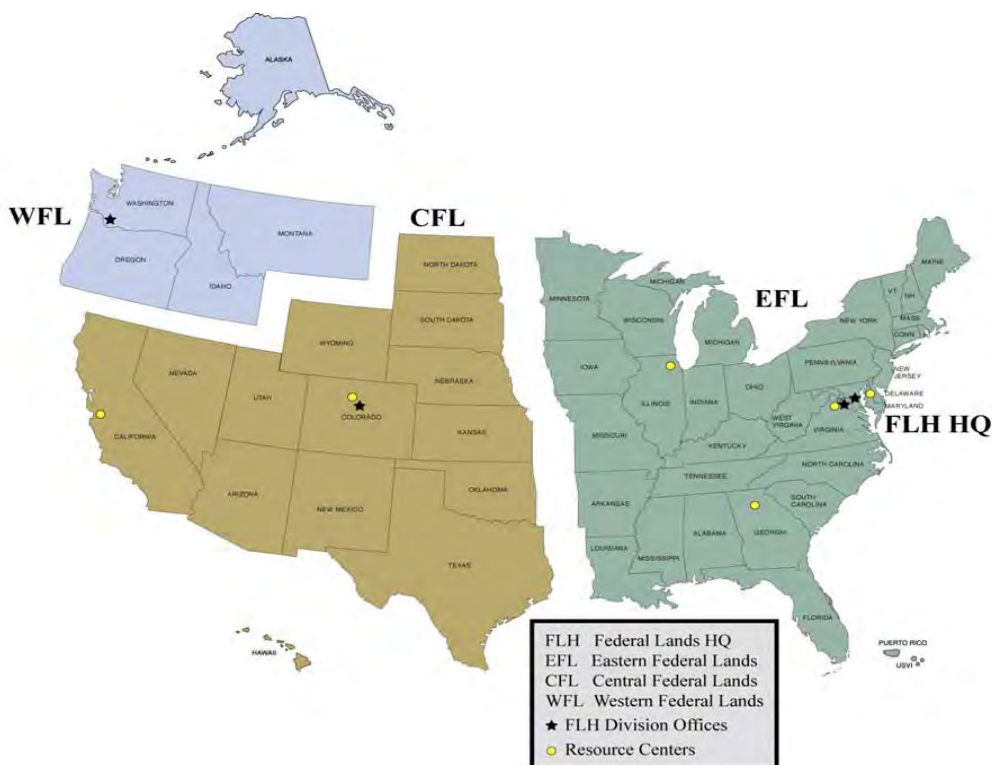 ALASKA
WFL
WASHINGTON
MONTANA
OREGON
IDAHO
CFL
NORTH DAKOTA
SOUTH DAKOTA
WYOMING
NEBRASKA
NEVADA
UTAH
COLORADO
KANSAS
CALIFORNIA
ARIZONA
NEW MEXICO
OKLAHOMA
TEXAS
HAWAII
EFL
MINNESOTA
WISCONSIN
MICHIGAN
MICHIGAN
IOWA
ILLINOIS
INDIANA
OHIO
MISSOURI
KENTUCKY
WEST
VIRGINIA
VIRGINIA
PENNSYLVANIA
NEW YORK
VT
NH
MAINE
MASS
CONN
NEW
JERSEY
DELAWARE
MARYLAND
FLH HQ
NORTH CAROLINA
TENNESSEE
SOUTH
CAROLINA
ARKANSAS
LOUISIANA
MISSISSIPPI
ALABAMA
GEORGIA
FLORIDA
PUERTO RICO
USVI
FLH Federal Lands HQ
EFL Eastern Federal Lands
CFL Central Federal Lands
WFL Western Federal Lands
FLH Division Offices
Resource Centers